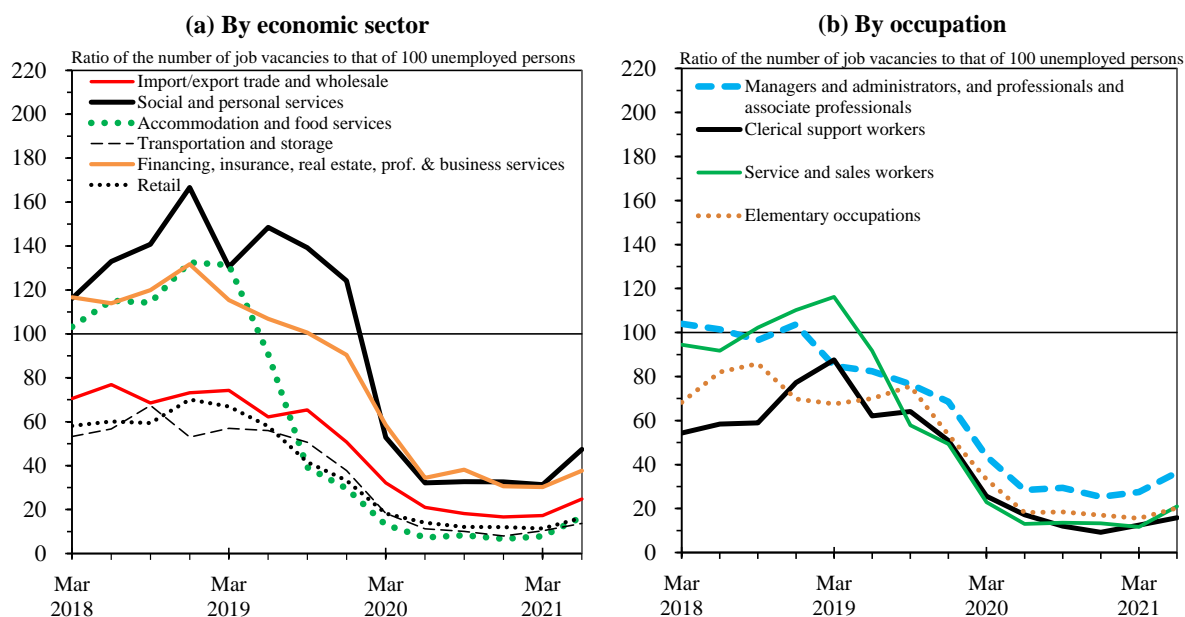 (a) By economic sector
Ratio of the number of job vacancies to that of 100 unemployed persons
220
200
180
160
140
120
100
80
60
40
20
0
Import/export trade and wholesale
Social and personal services
Accommodation and food services
Transportation and storage
Financing, insurance, real estate, prof. & business services
Retail
Mar
2018
Mar
2019
Mar
2020
Mar
2021
(b) By occupation
Ratio of the number of job vacancies to that of 100 unemployed persons
220
200
180
160
140
120
100
80
60
40
20
0
Managers and administrators, and professionals and
associate professionals
Clerical support workers
Service and sales workers
Elementary occupations
Mar
2018
Mar
2019
Mar
2020
Mar
2021